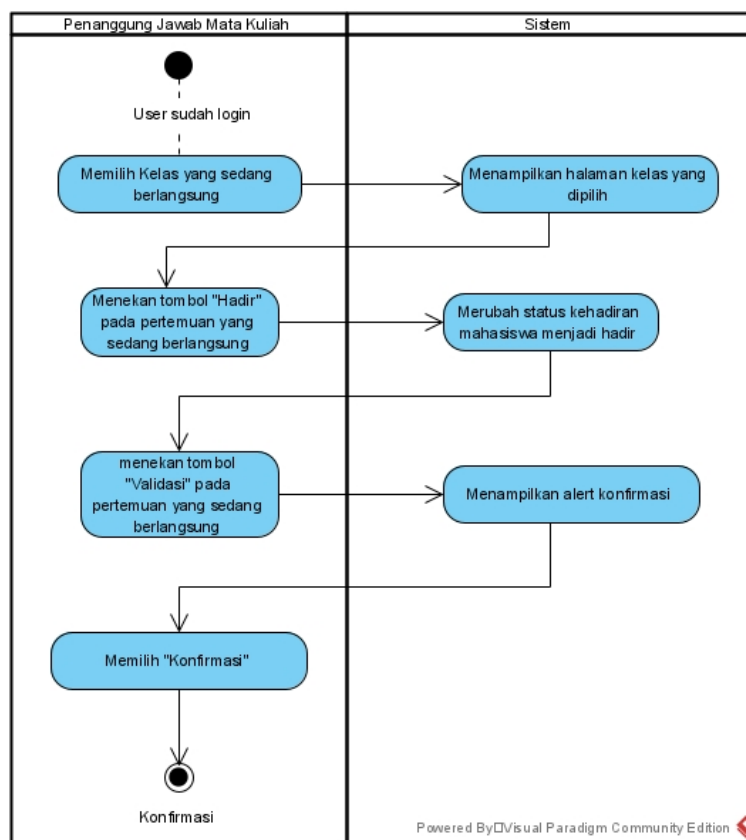 Penanggung Jawab Mata Kuliah
Sistem
User sudah login
Memilih Kelas yang sedang
berlangsung
Menampilkan halaman kelas yang
dipilih
Menekan tombol "Hadir"
pada pertemuan yang
sedang berlangsung
Merubah status kehadiran
mahasiswa menjadi hadir
menekan tombol
"Validasi" pada
pertemuan yang sedang
berlangsung
Menampilkan alert konfirmasi
Memilih "Konfirmasi"
Konfirmasi
Powered By□Visual Paradigm Community Edition